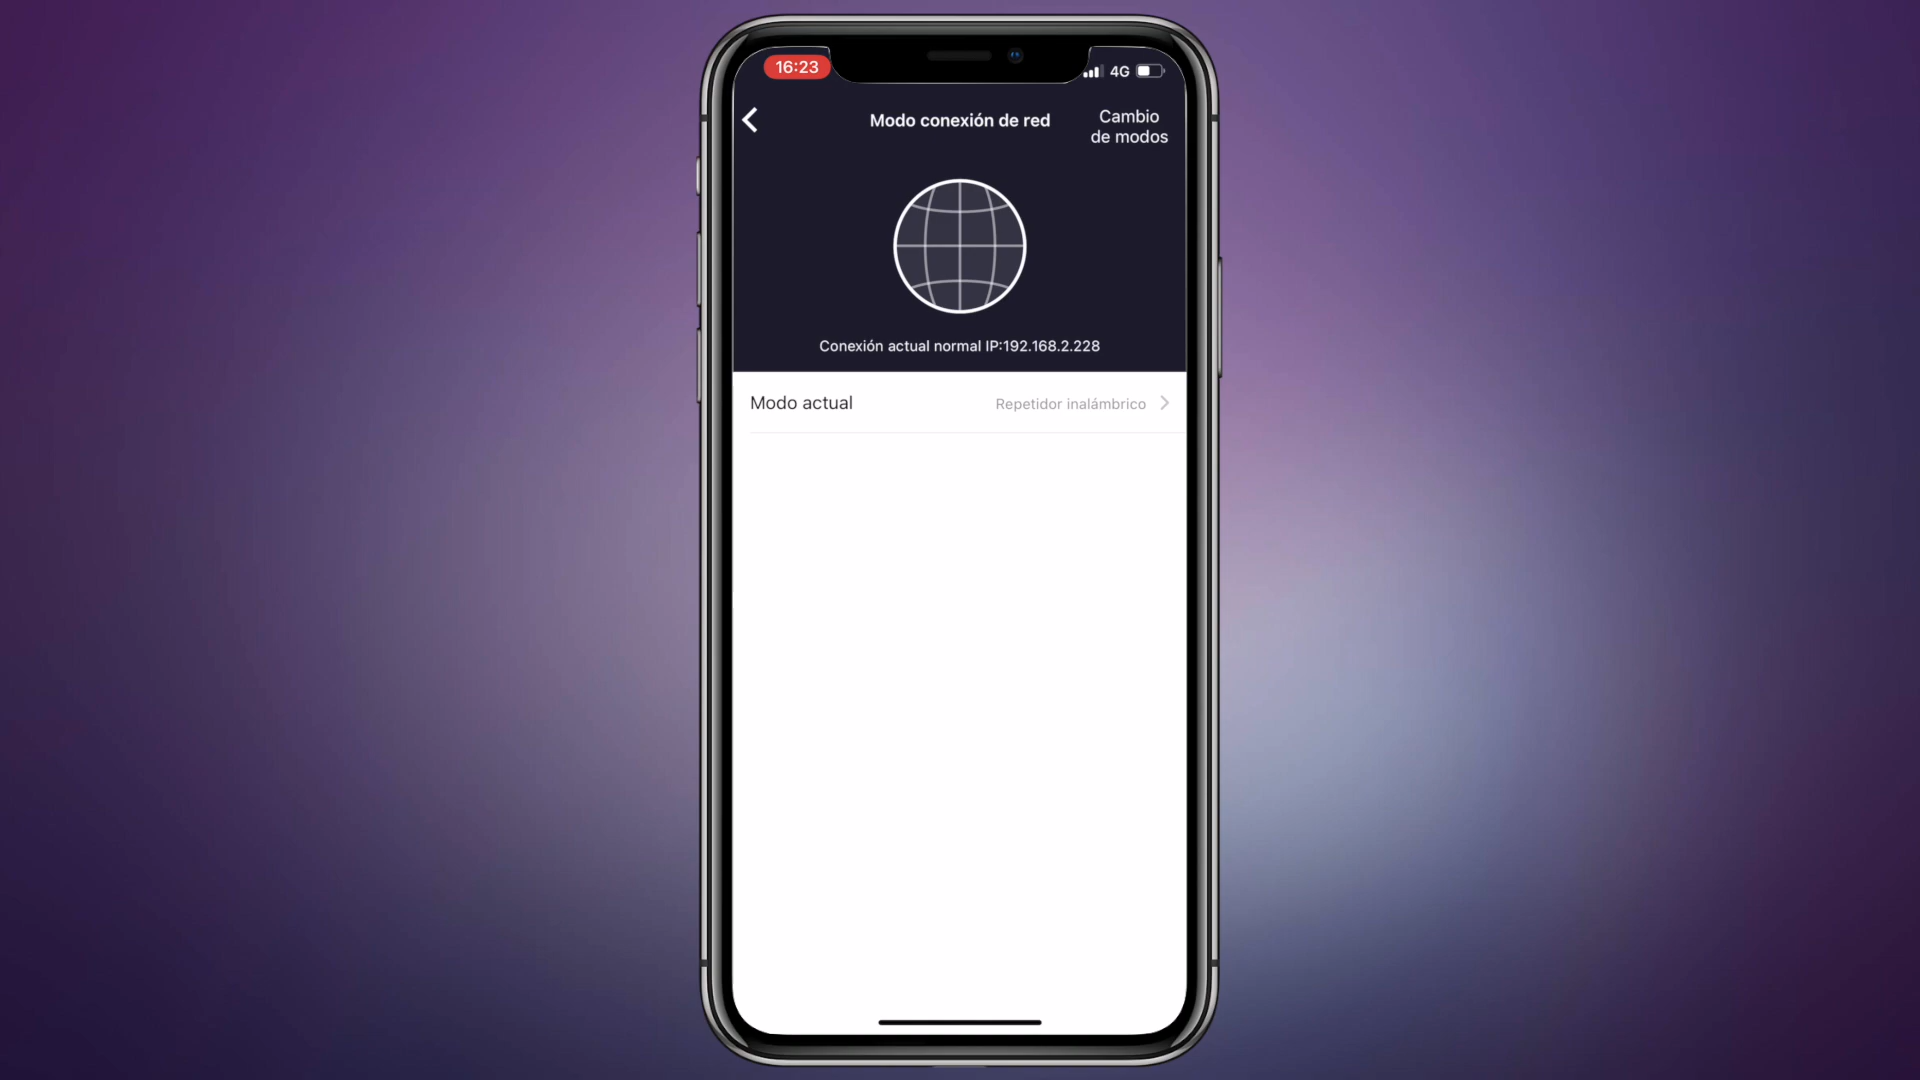 16:23
4G
Modo conexión de red
Cambio
de modos
Conexión actual normal IP:192.168.2.228
Modo actual
Repetidor inalámbrico